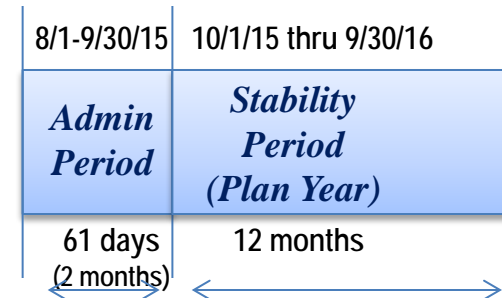 8/1-9/30/15 10/1/15 thru 9/30/16
Admin
Period
Stability
Period
(Plan Year)
61 days
(2 months)
12 months